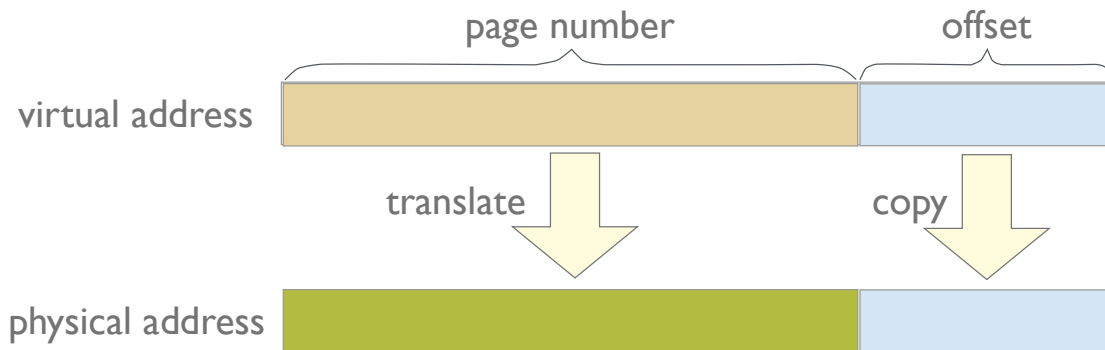 page number offset
virtual address
translate copy
physical address